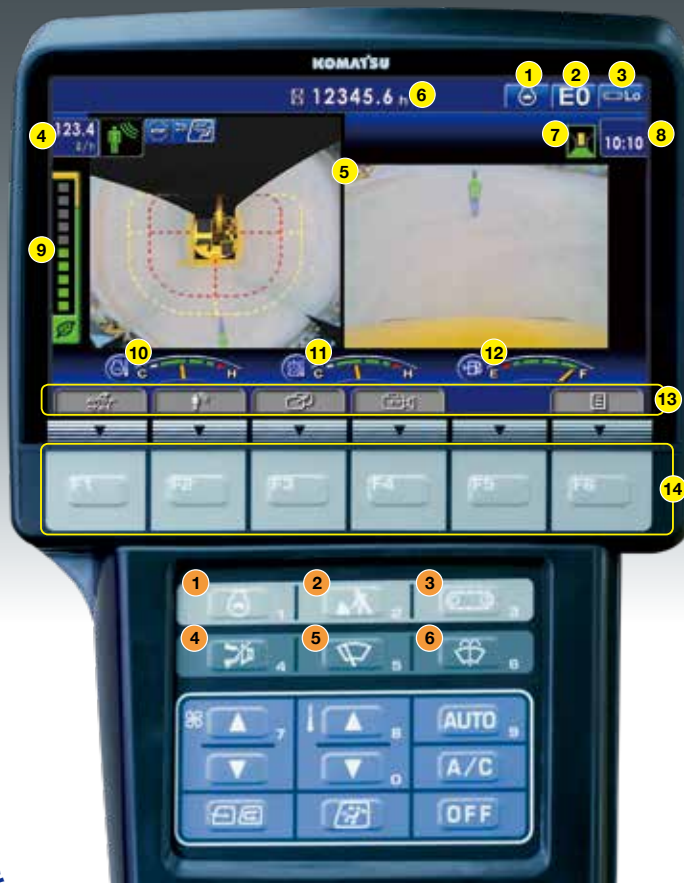 KOMATSU
1 2 3
12345.6 h 6 E0 Lo
4 123.4 7 8
ℓ/h 10:10
5
9
10 11 12
C H C H E F
13
F1 F2 F3 F4 F5 F6 14
1 2 3
1 2 3
4 5 6
4 5 6
7 8 AUTO 9
0 A/C
OFF